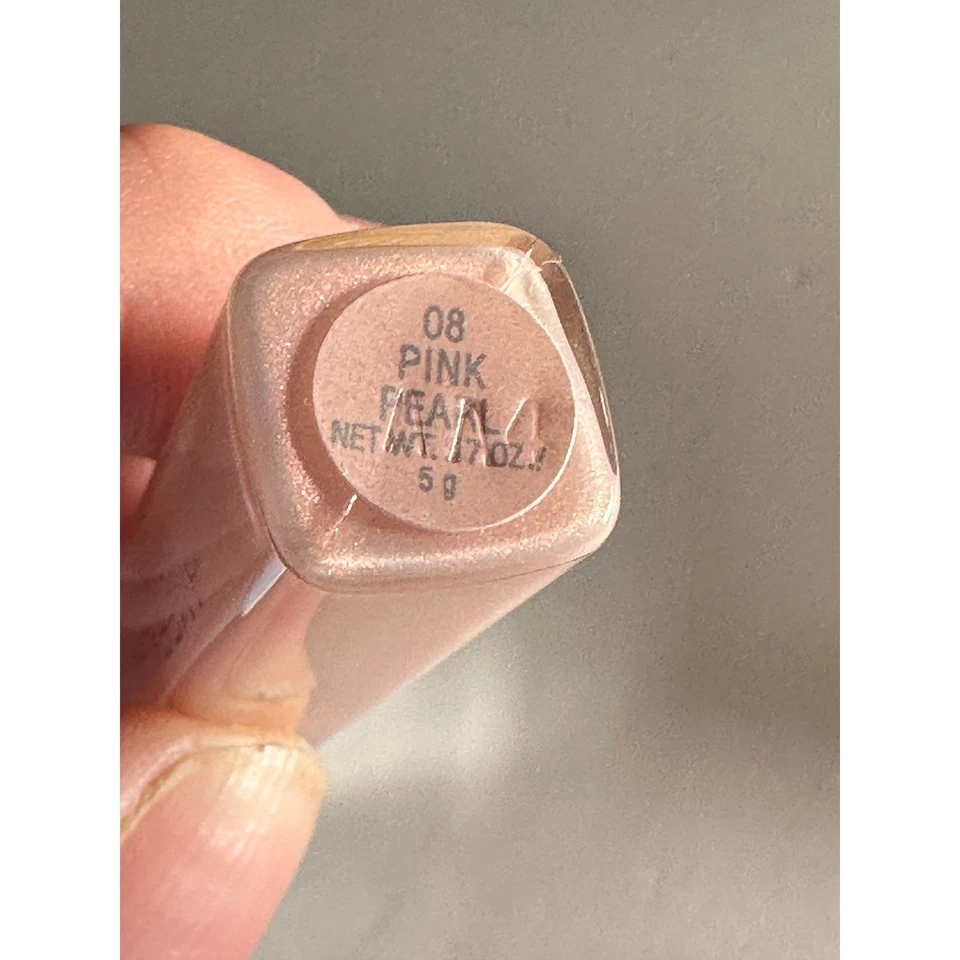 08
PINK
PEARL
NET WT. .17 OZ./
5 g